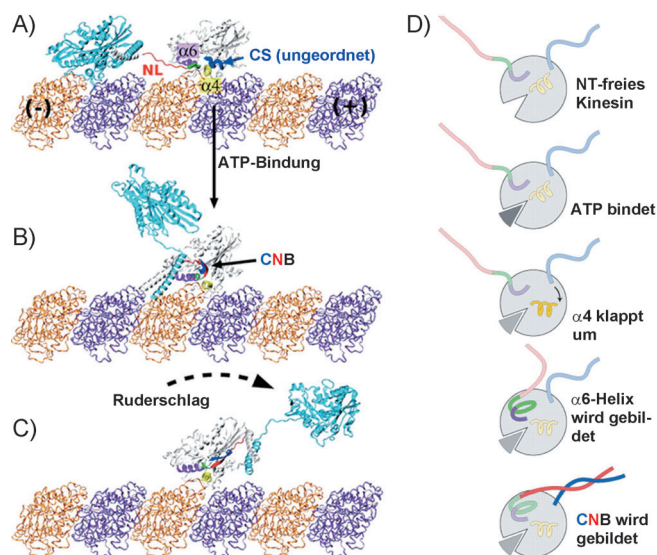 A)
α6
CS (ungeordnet)
NL
α4
(-)
(+)
ATP-Bindung
B)
CNB
Ruderschlag
C)
D)
NT-freies
Kinesin
ATP bindet
α4 klappt
um
α6-Helix
wird gebil-
det
CNB wird
gebildet